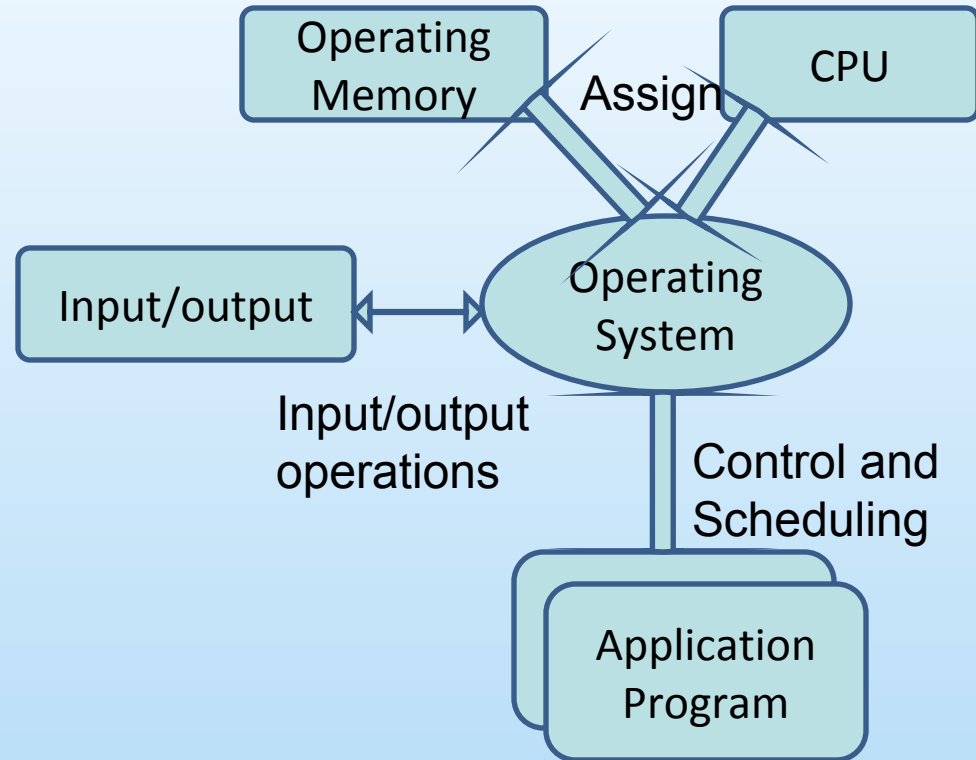 Operating
Memory
Assign
CPU
Input/output
Operating
System
Input/output
operations
Control and
Scheduling
Application
Program